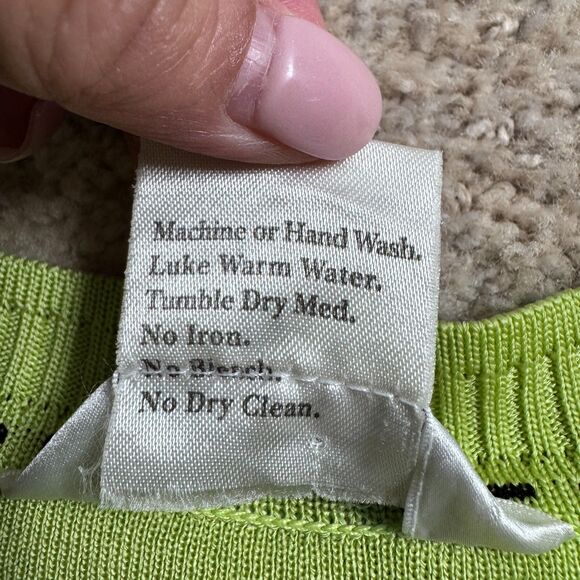 Machine or Hand Wash.
Luke Warm Water.
Tumble Dry Med.
No Iron.
No Bleach.
No Dry Clean.